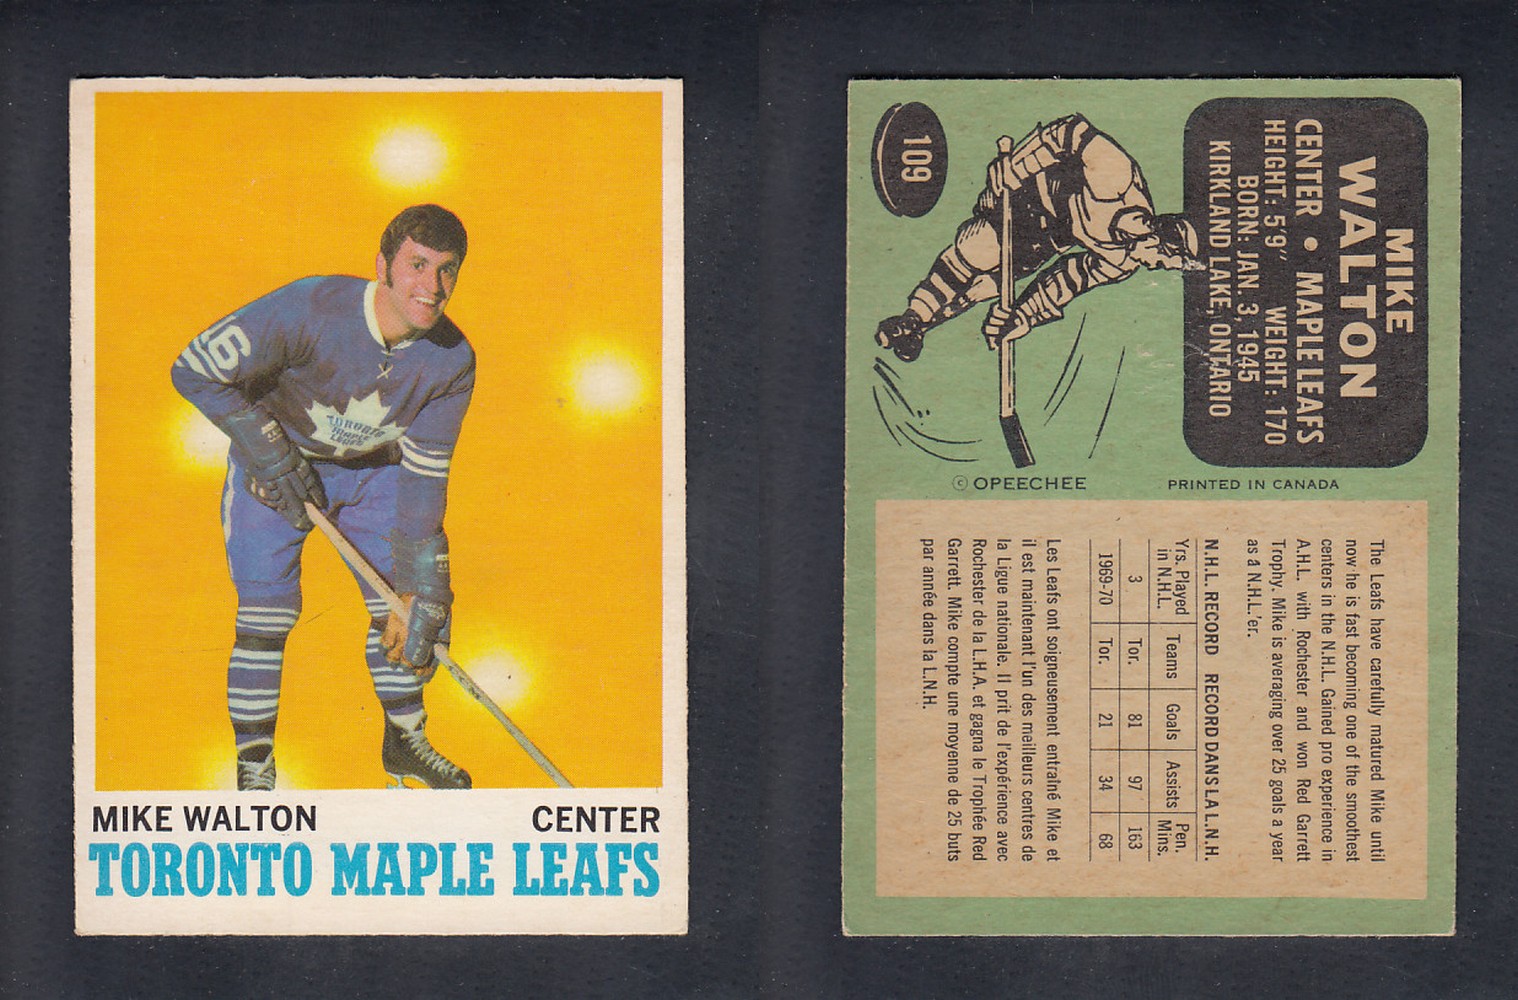 16
TORONTO
MAPLE
LEAFS
MIKE WALTON CENTER
TORONTO MAPLE LEAFS
109
MIKE
WALTON
CENTER • MAPLE LEAFS
HEIGHT: 5'9" WEIGHT: 170
BORN: JAN. 3, 1945
KIRKLAND LAKE, ONTARIO
© OPEECHEE PRINTED IN CANADA
The Leafs have carefully matured Mike until
now he is fast becoming one of the smoothest
centers in the N.H.L. Gained pro experience in
A.H.L. with Rochester and won Red Garrett
Trophy. Mike is averaging over 25 goals a year
as a N.H.L.'er.
N.H.L. RECORD RECORD DANS LA L.N.H.
Yrs. Played in N.H.L. Teams Goals Assists Pen. Mins.
3 Tor. 81 97 163
1969-70 Tor. 21 34 68
Les Leafs ont soigneusement entraîné Mike et
il est maintenant l'un des meilleurs centres de
la Ligue nationale. Il prit de l'expérience avec
Rochester de la L.H.A. et gagna le Trophée Red
Garrett. Mike compte une moyenne de 25 buts
par année dans la L.N.H.